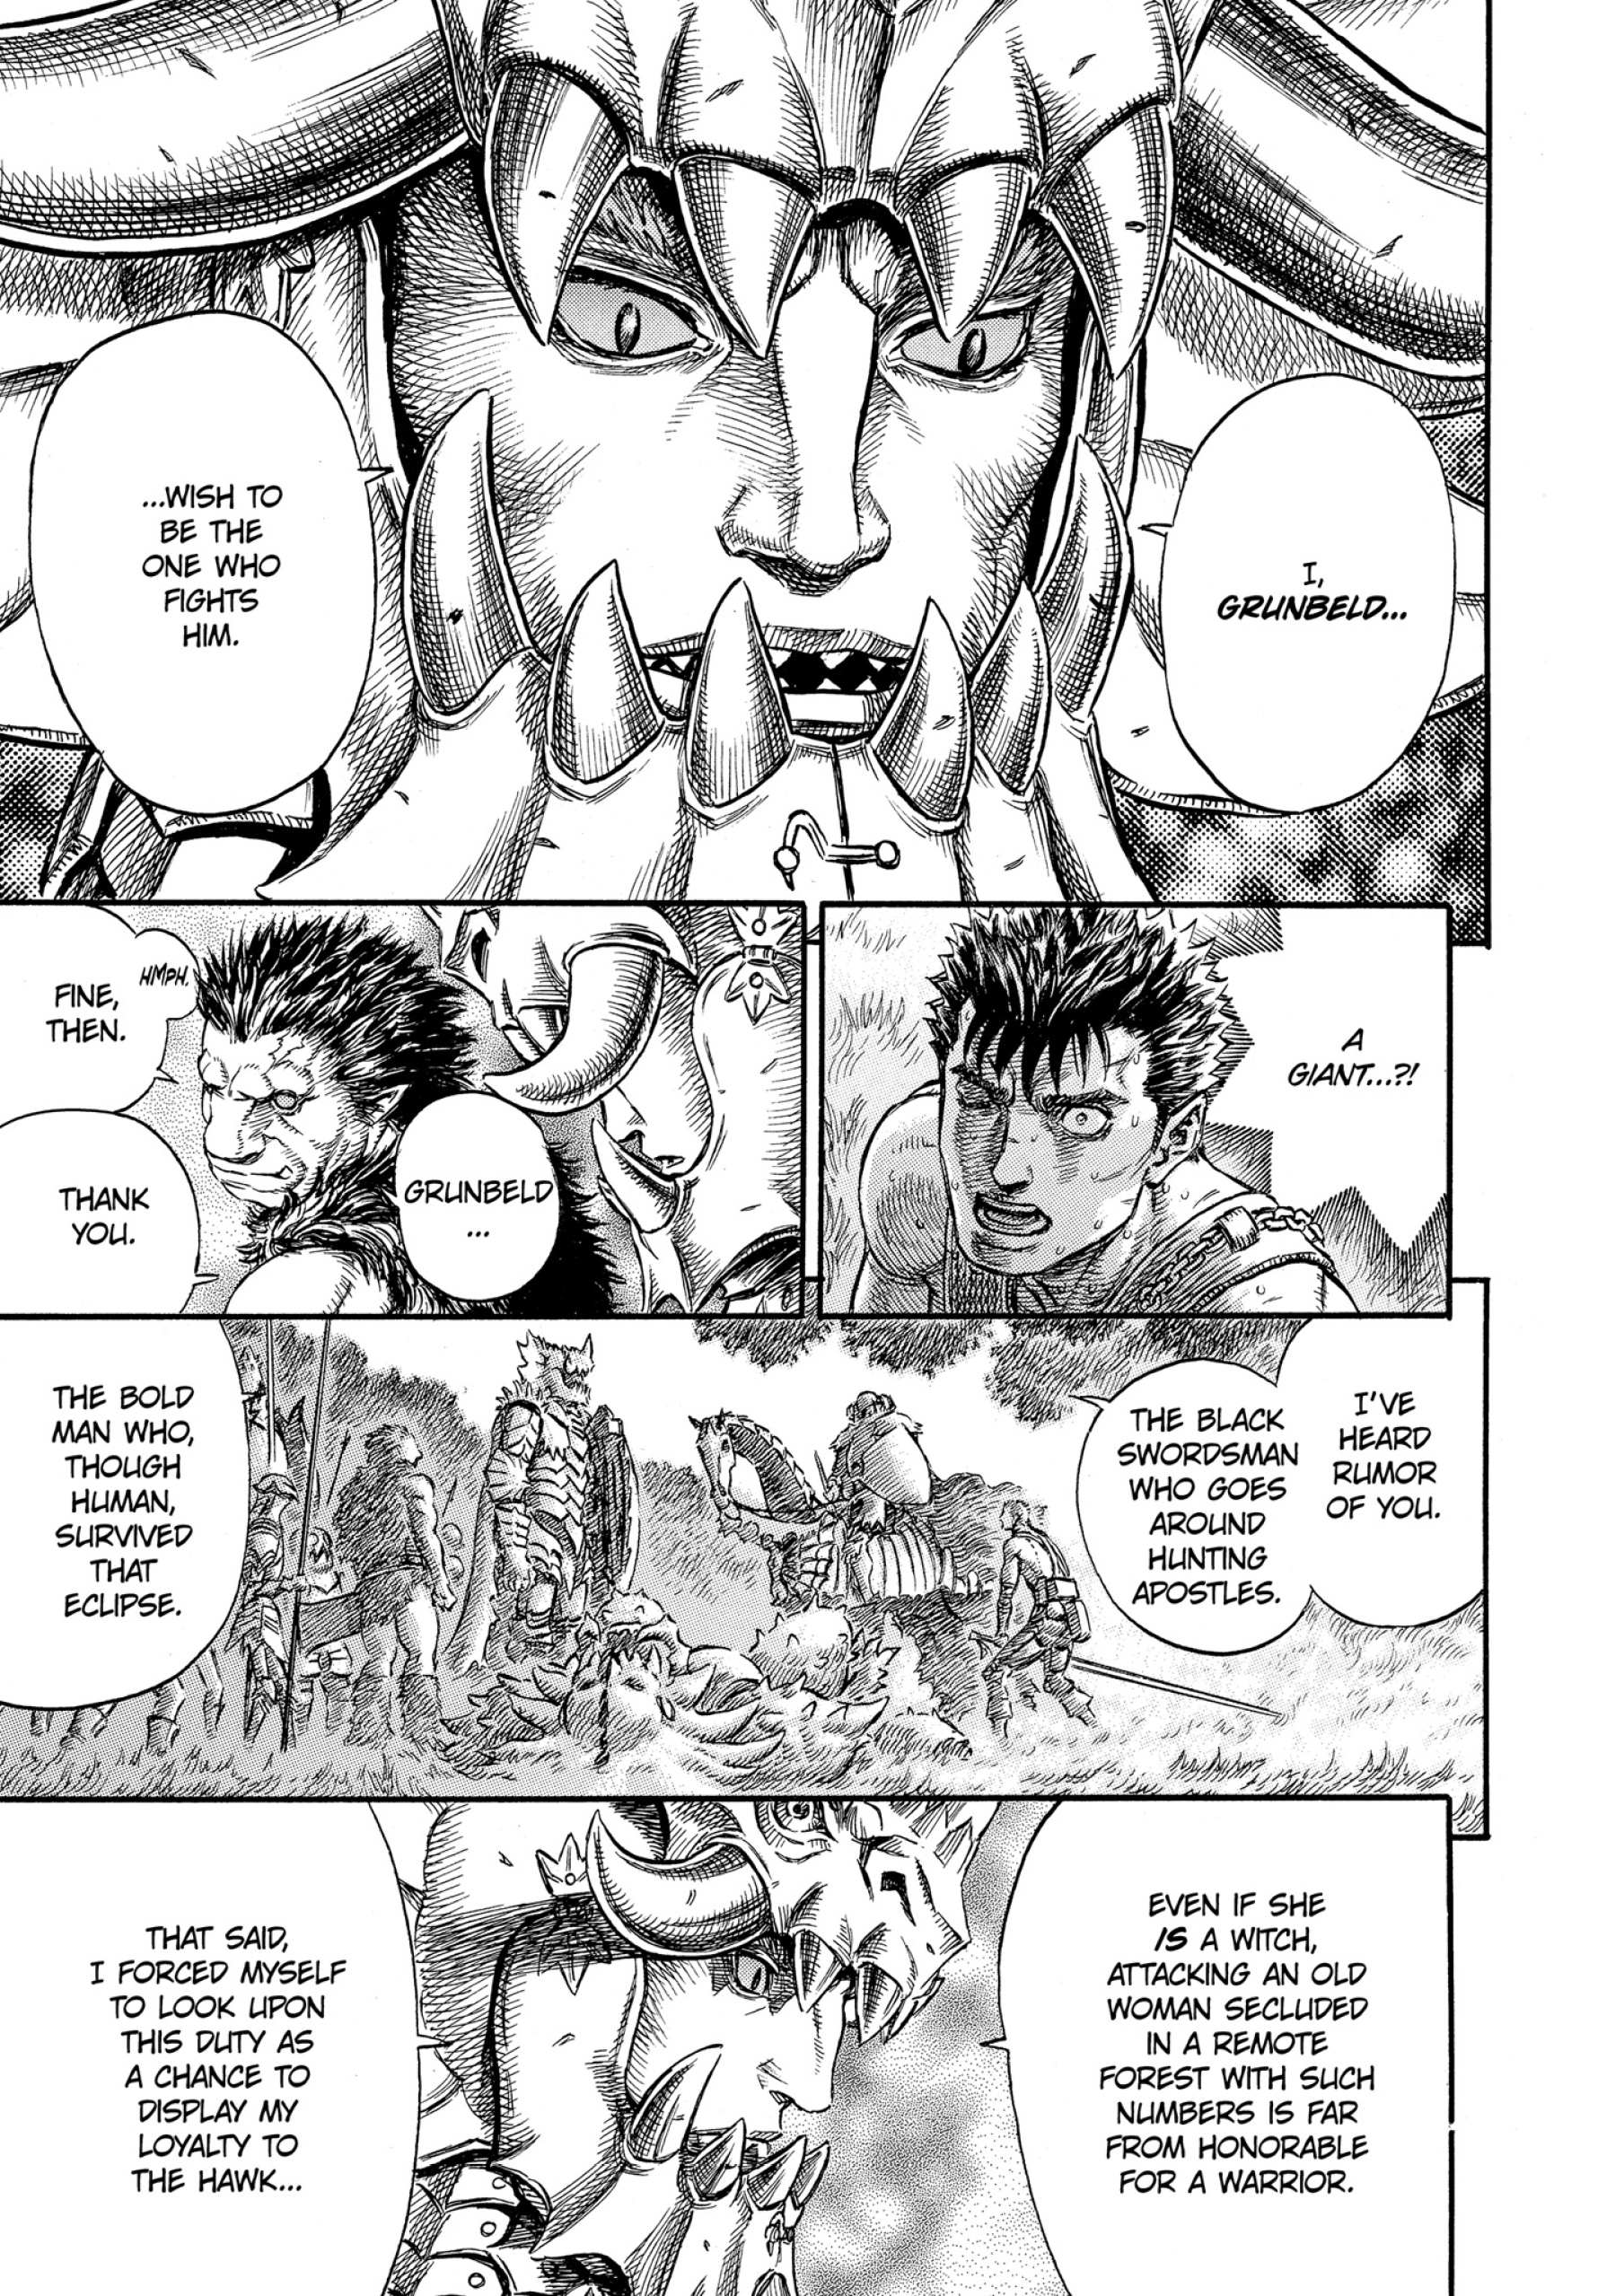 I,
GRUNBELD...
...WISH TO
BE THE
ONE WHO
FIGHTS
HIM.
A
GIANT...?!
HMPH.
FINE,
THEN.
GRUNBELD
...
THANK
YOU.
I'VE
HEARD
RUMOR
OF YOU.
THE BLACK
SWORDSMAN
WHO GOES
AROUND
HUNTING
APOSTLES.
THE BOLD
MAN WHO,
THOUGH
HUMAN,
SURVIVED
THAT
ECLIPSE.
EVEN IF SHE
IS A WITCH,
ATTACKING AN OLD
WOMAN SECLUDED
IN A REMOTE
FOREST WITH SUCH
NUMBERS IS FAR
FROM HONORABLE
FOR A WARRIOR.
THAT SAID,
I FORCED MYSELF
TO LOOK UPON
THIS DUTY AS
A CHANCE TO
DISPLAY MY
LOYALTY TO
THE HAWK...